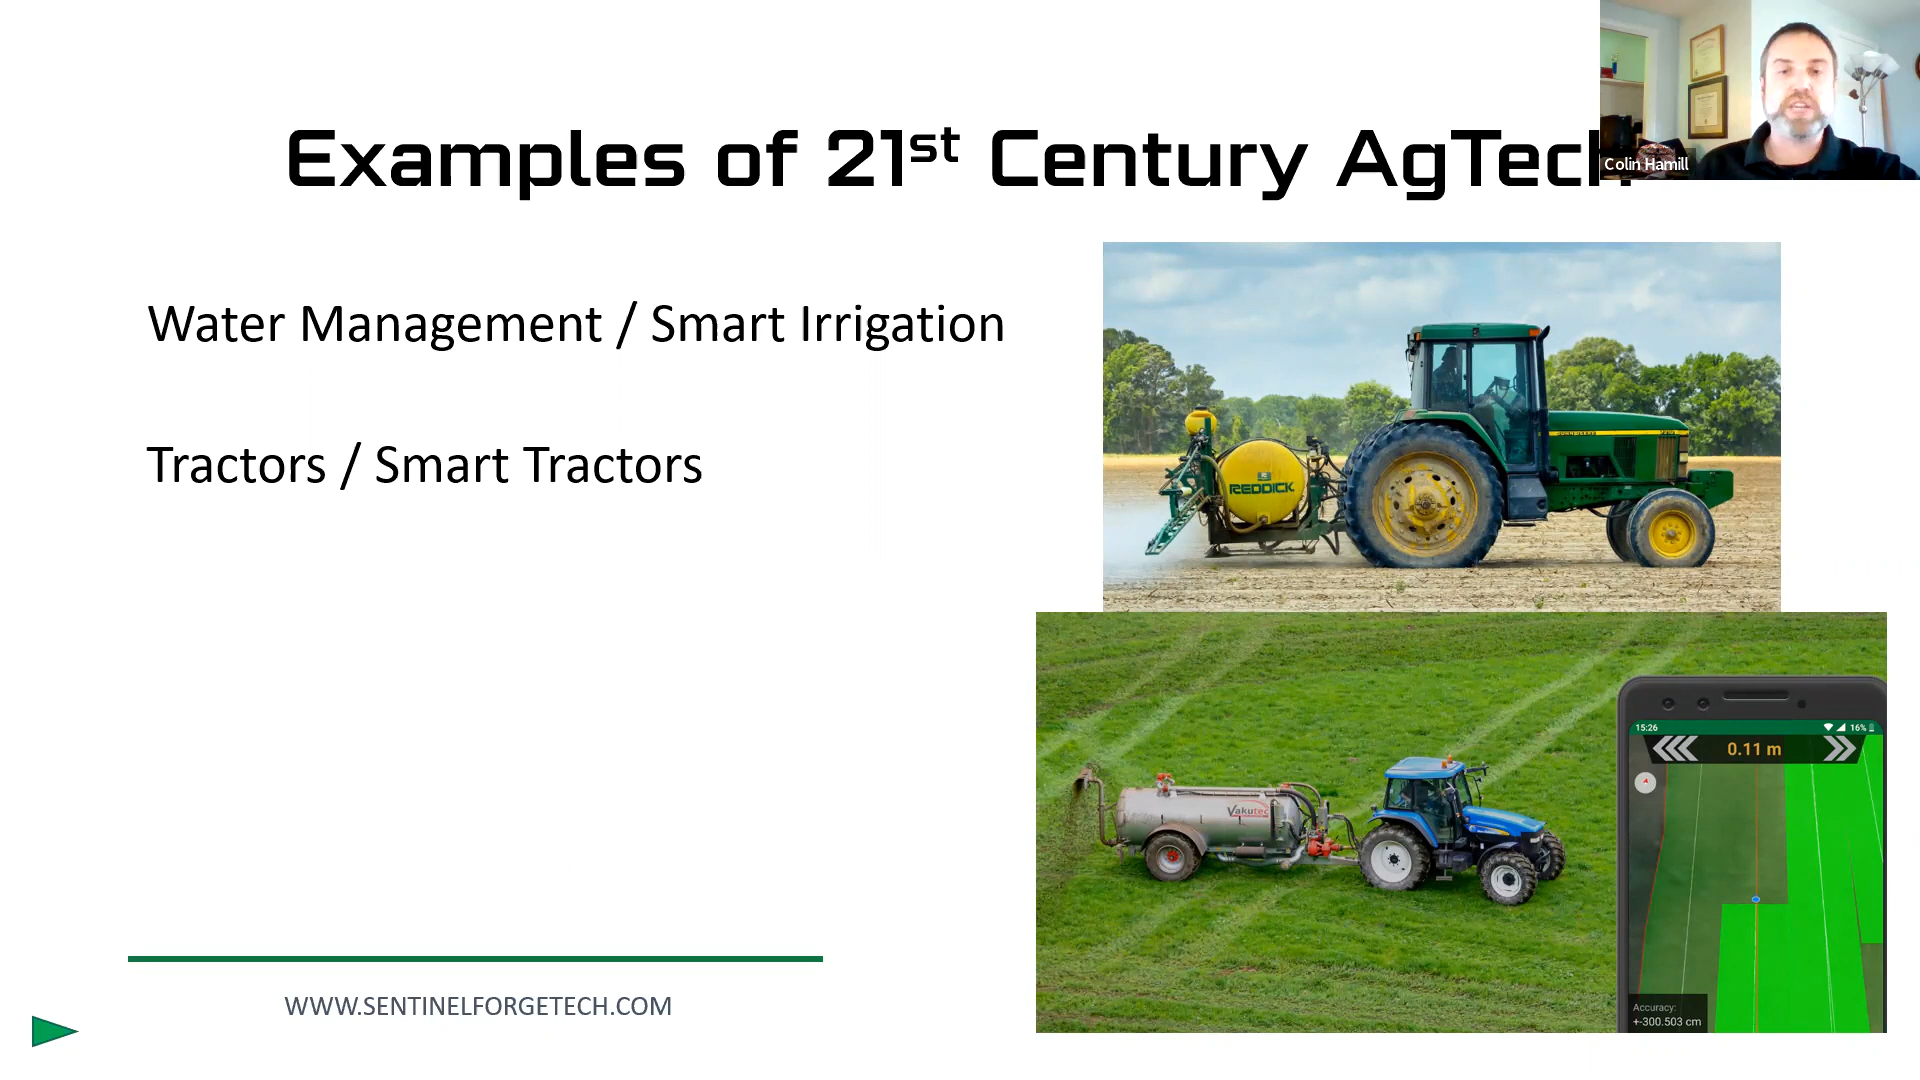 Examples of 21st Century AgTech
Colin Hamill
Water Management / Smart Irrigation
Tractors / Smart Tractors
REDDICK
Vakutec
15:26
16%
0.11 m
Accuracy:
+-300.503 cm
WWW.SENTINELFORGETECH.COM